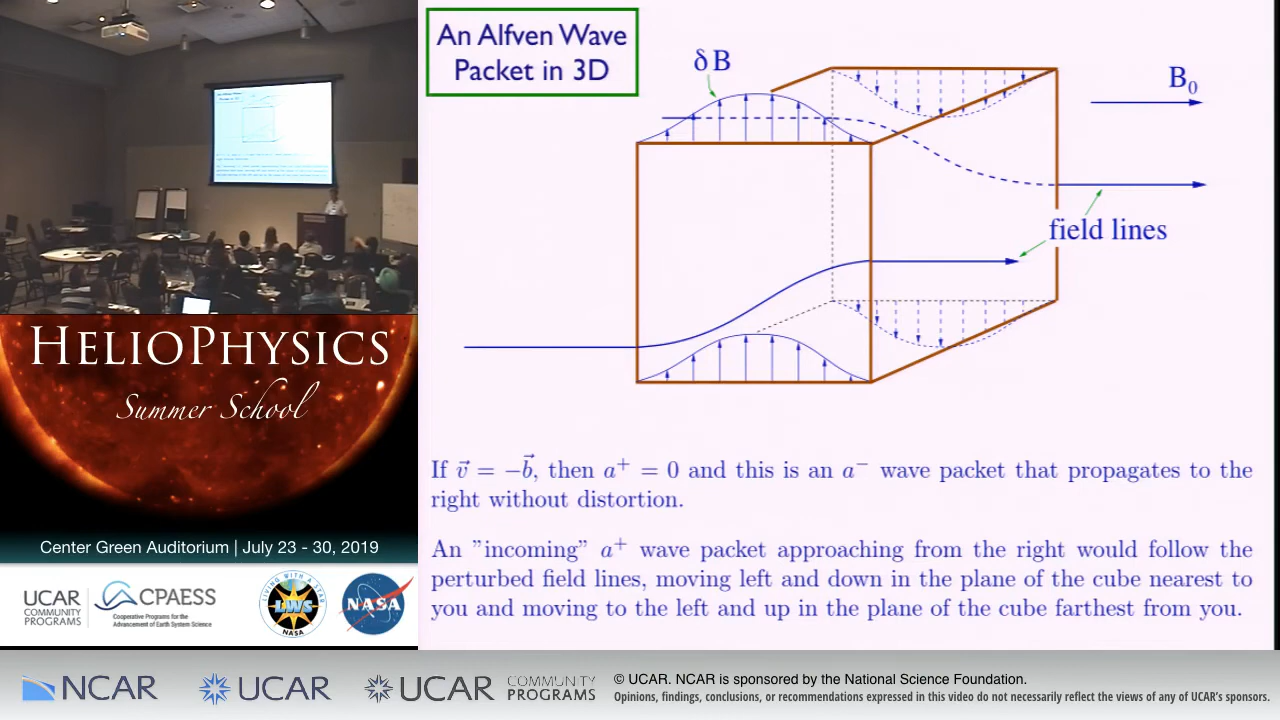 An Alfven Wave
Packet in 3D
δB
B₀
field lines
If v⃗ = −b⃗, then a⁺ = 0 and this is an a⁻ wave packet that propagates to the
right without distortion.
An ”incoming” a⁺ wave packet approaching from the right would follow the
perturbed field lines, moving left and down in the plane of the cube nearest to
you and moving to the left and up in the plane of the cube farthest from you.
HELIOPHYSICS
Summer School
Center Green Auditorium | July 23 - 30, 2019
UCAR
COMMUNITY
PROGRAMS
CPAESS
Cooperative Programs for the
Advancement of Earth System Science
LIVING WITH A STAR
LWS
NASA
NASA
NCAR
UCAR
UCAR
COMMUNITY
PROGRAMS
© UCAR. NCAR is sponsored by the National Science Foundation.
Opinions, findings, conclusions, or recommendations expressed in this video do not necessarily reflect the views of any of UCAR's sponsors.